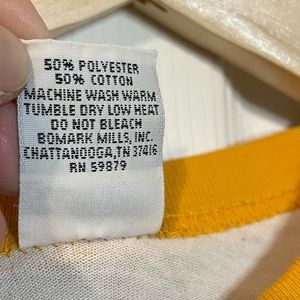 50% POLYESTER
50% COTTON
MACHINE WASH WARM
TUMBLE DRY LOW HEAT
DO NOT BLEACH
BOMARK MILLS, INC.
CHATTANOOGA,TN 37416
RN 59879